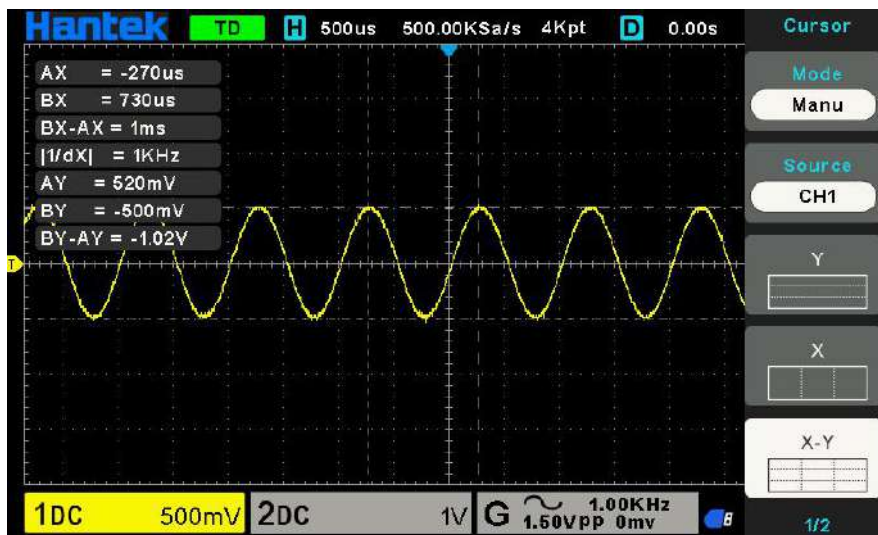 Hantek TD H 500us 500.00KSa/s 4Kpt D 0.00s Cursor
AX = -270us
BX = 730us
BX-AX = 1ms
|1/dX| = 1KHz
AY = 520mV
BY = -500mV
BY-AY = -1.02V
T
Mode
Manu
Source
CH1
Y
X
X-Y
1DC 500mV 2DC 1V G 1.00KHz
1.50Vpp 0mv
1/2